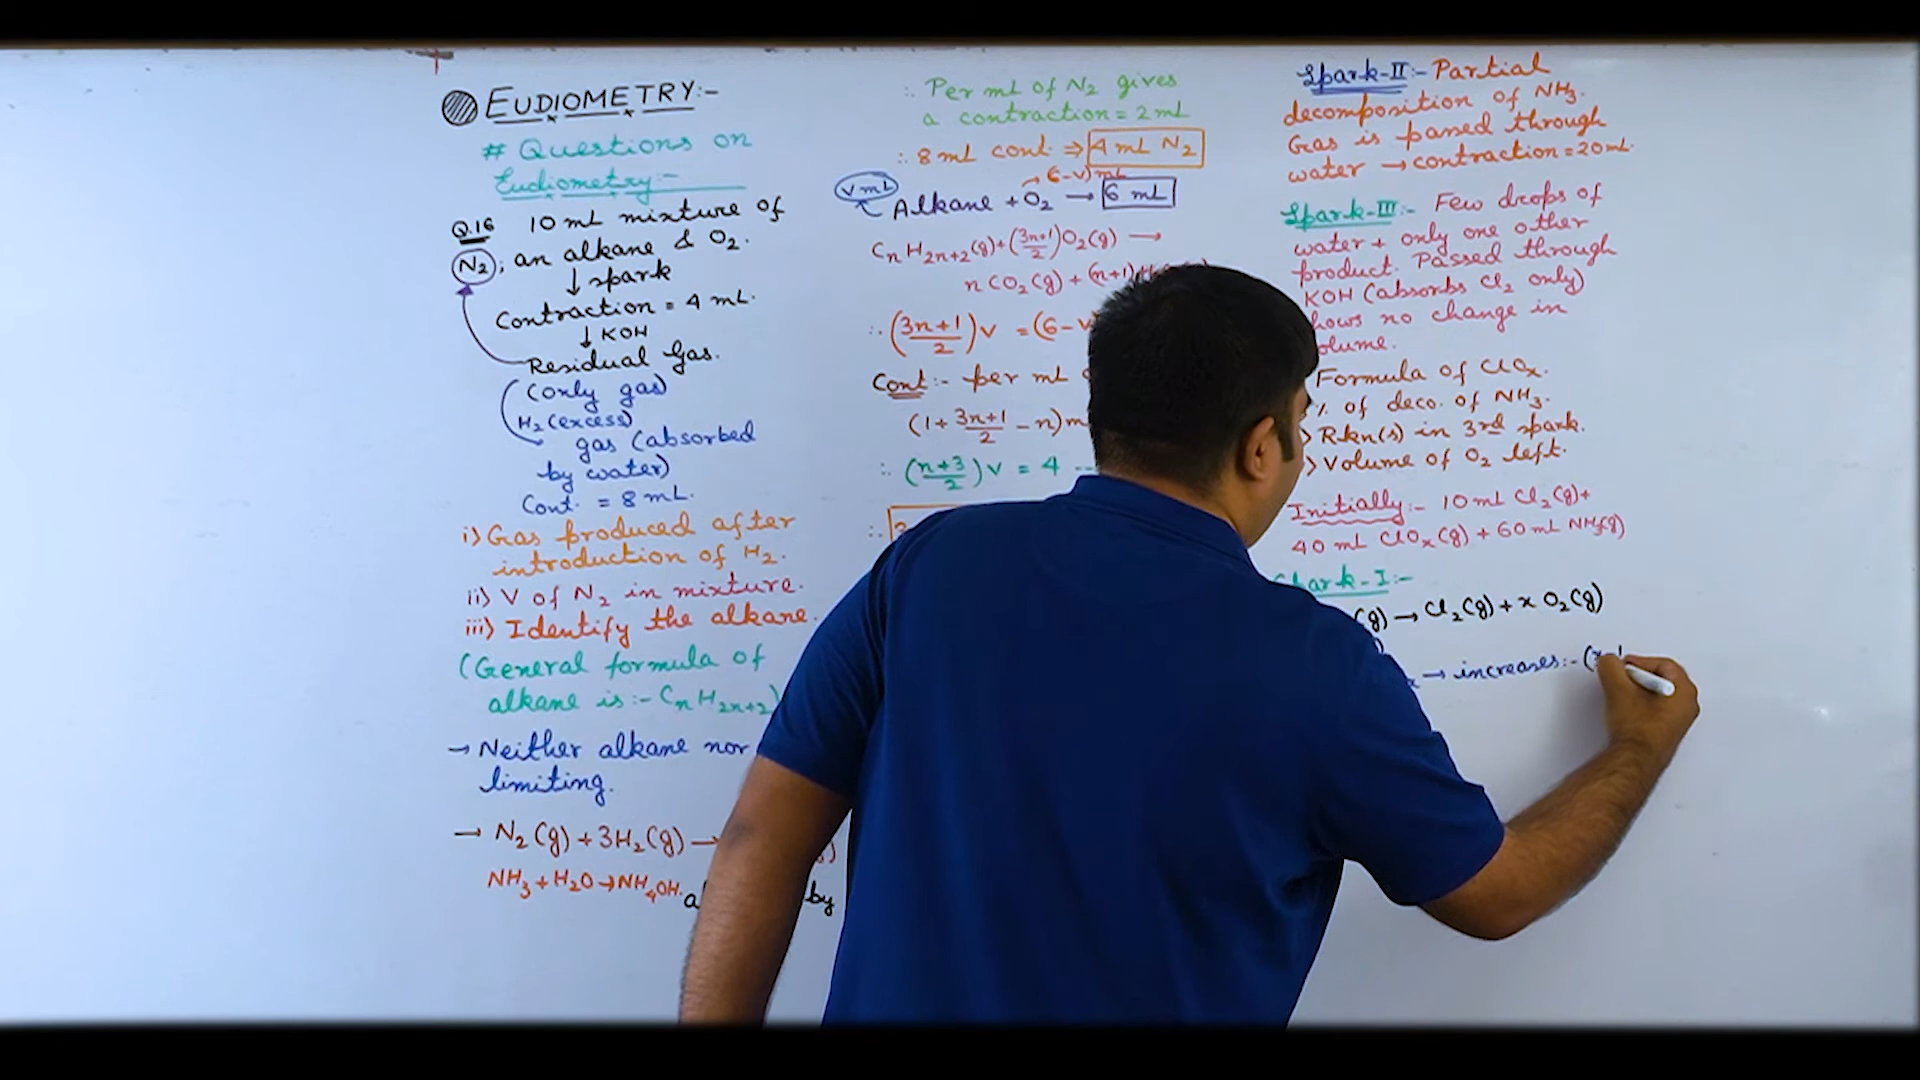 EUDIOMETRY:-
# Questions on
Eudiometry:-
Q.16 10 mL mixture of
N2; an alkane & O2.
↓ spark
Contraction = 4 mL.
↓ KOH
Residual Gas.
(only gas)
H2 (excess)
gas (absorbed
by water)
Cont. = 8 mL.
i) Gas produced after
introduction of H2.
ii) V of N2 in mixture.
iii) Identify the alkane.
(General formula of
alkane is:- CnH2n+2)
→ Neither alkane nor
limiting.
→ N2(g) + 3H2(g) → g)
NH3 + H2O → NH4OH.
by
∴ Per mL of N2 gives
a contraction = 2 mL
∴ 8 mL cont. ⇒ 4 mL N2
(6-v) mL
V mL
Alkane + O2 → 6 mL
CnH2n+2(g) + (3n+1/2)O2(g) →
nCO2(g) + (n+1)
∴ (3n+1/2)V = (6-V
Cont:- per mL
(1 + 3n+1/2 - n)m
∴ (n+3/2)V = 4 --
∴ 3
Spark-II:- Partial
decomposition of NH3.
Gas is passed through
water → contraction = 20 mL.
Spark-III:- Few drops of
water + only one other
product. Passed through
KOH (absorbs Cl2 only)
hows no change in
olume.
Formula of ClOx.
% of deco. of NH3.
) Rkn(s) in 3rd spark.
) Volume of O2 left.
Initially:- 10 mL Cl2(g) +
40 mL ClOx(g) + 60 mL NH3(g)
Spark-I:-
(g) → Cl2(g) + x O2(g)
x → increases:- (x-1